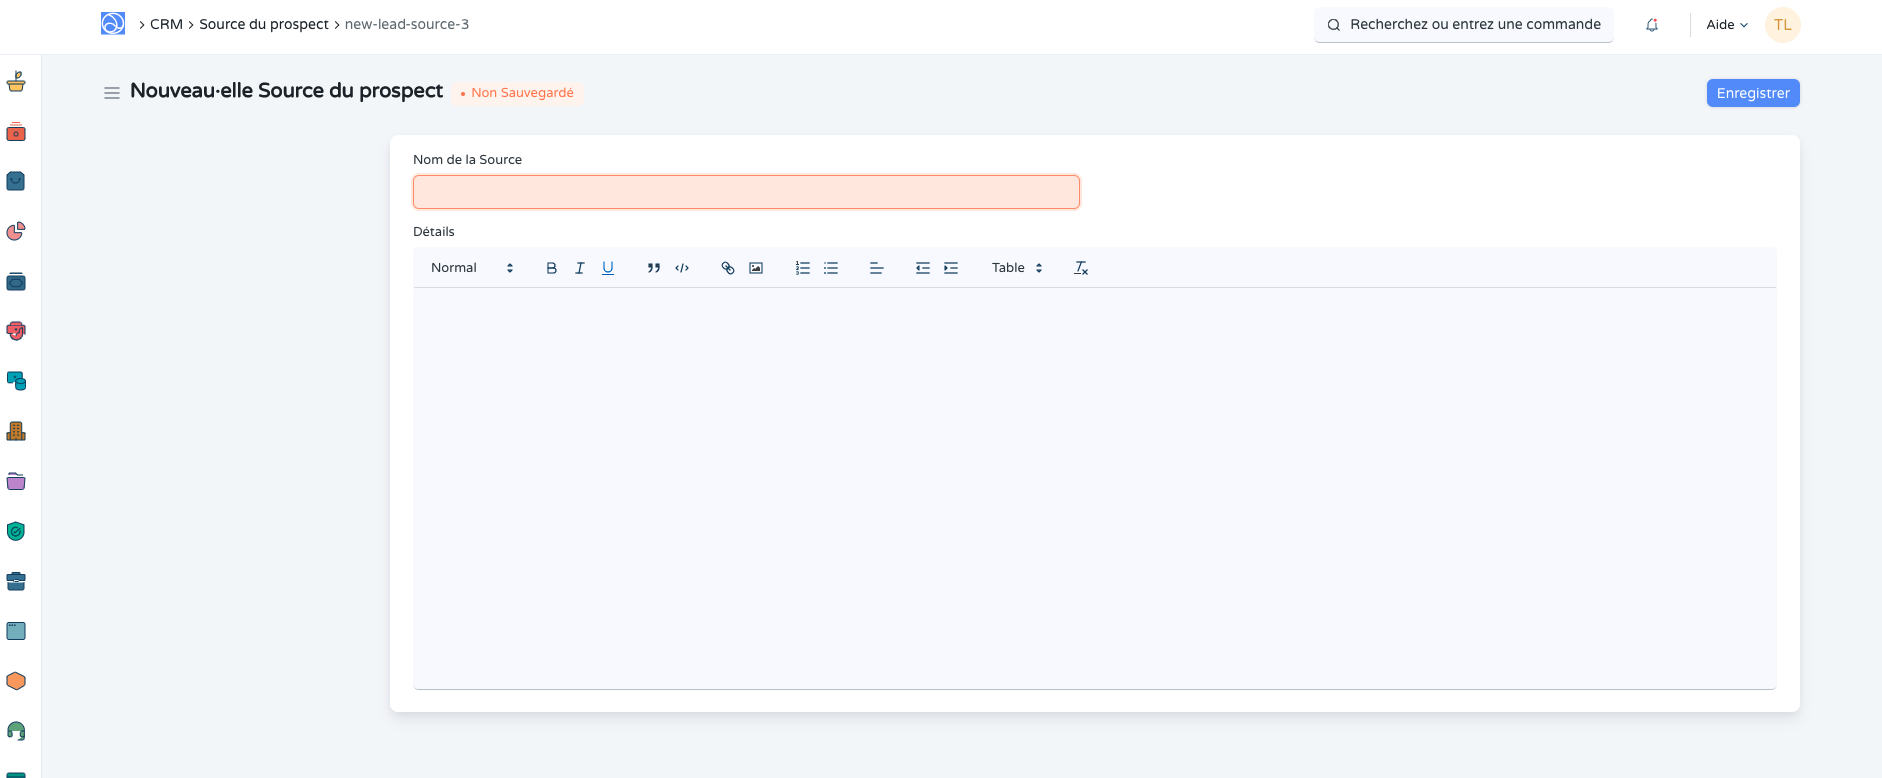 CRM Source du prospect new-lead-source-3
Recherchez ou entrez une commande
Aide
TL
Nouveau·elle Source du prospect
Non Sauvegardé
Enregistrer
Nom de la Source
Détails
Normal
Table